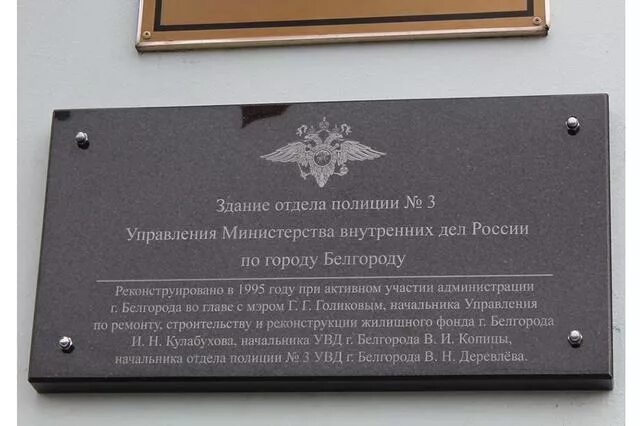 Здание отдела полиции № 3
Управления Министерства внутренних дел России
по городу Белгороду
Реконструировано в 1995 году при активном участии администрации
г. Белгорода во главе с мэром Г. Г. Голиковым, начальника Управления
по ремонту, строительству и реконструкции жилищного фонда г. Белгорода
И. Н. Кулабухова, начальника УВД г. Белгорода В. И. Копицы,
начальника отдела полиции № 3 УВД г. Белгорода В. Н. Деревлёва.